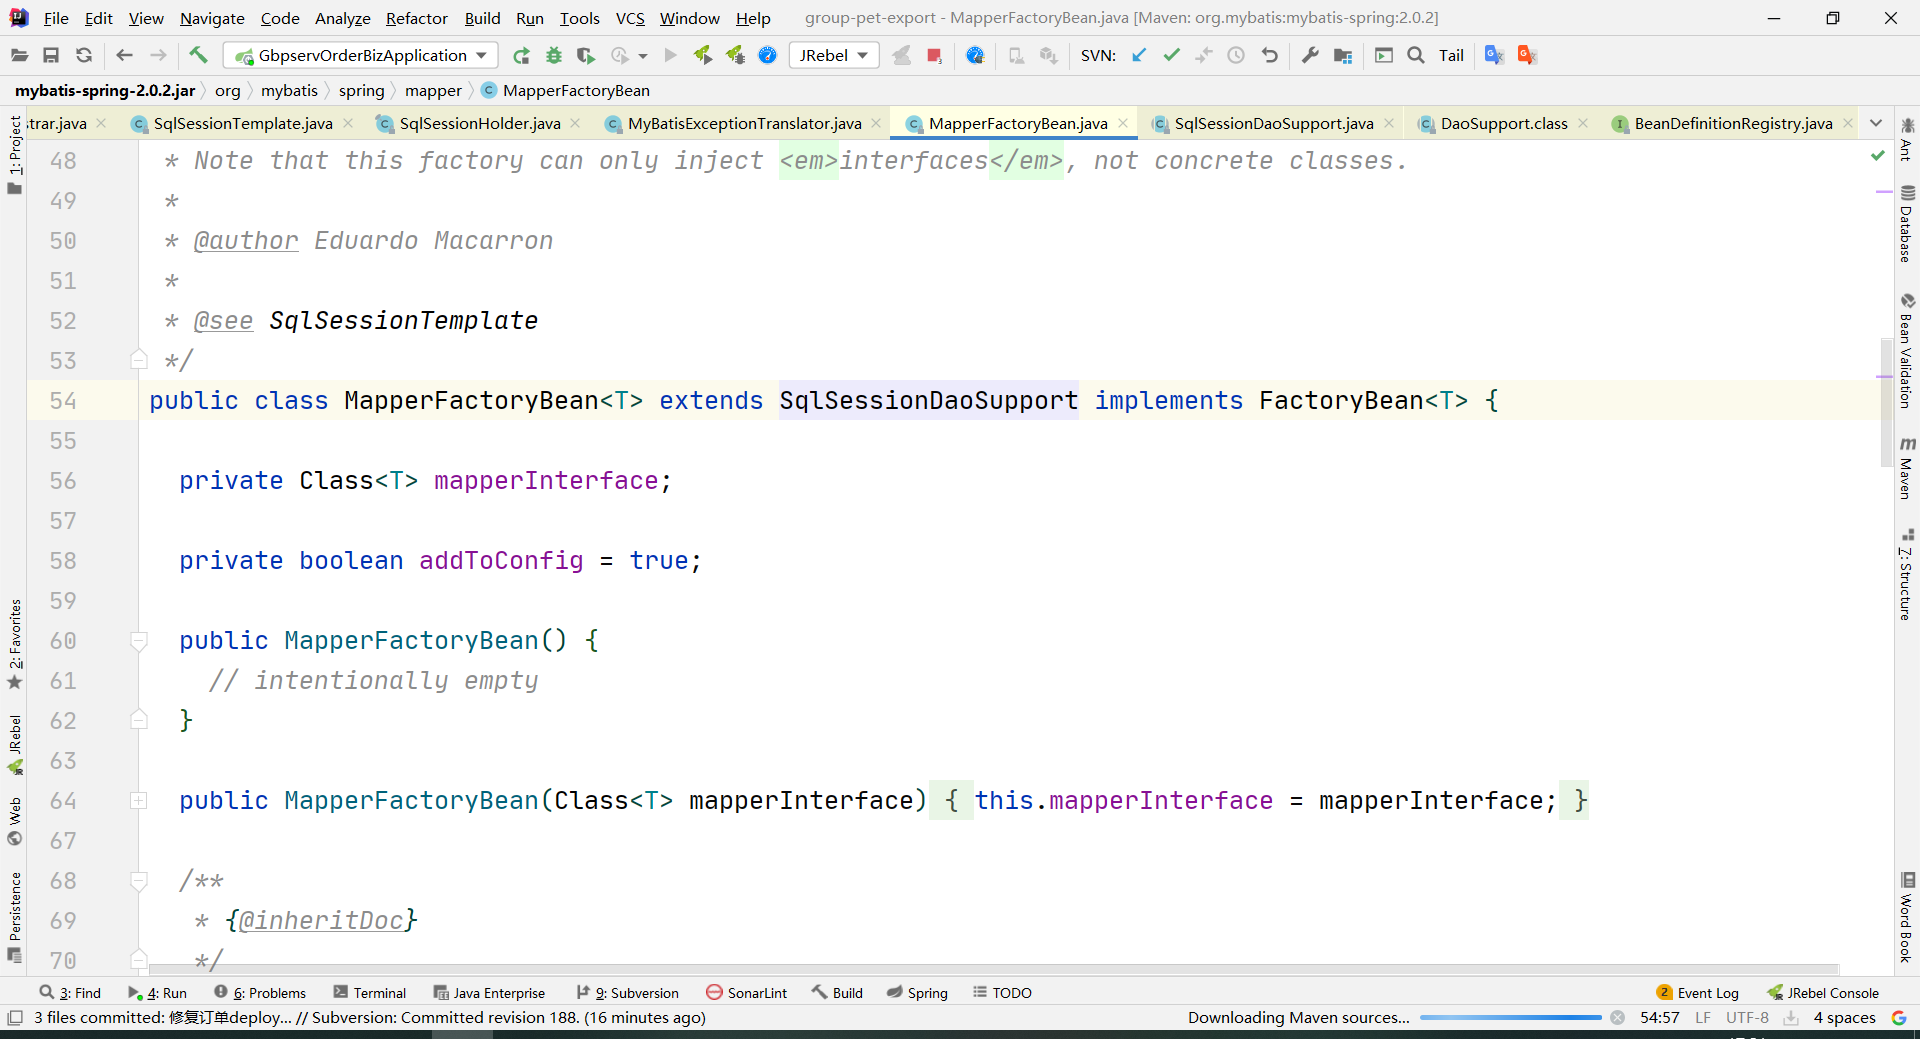 File Edit View Navigate Code Analyze Refactor Build Run Tools VCS Window Help group-pet-export - MapperFactoryBean.java [Maven: org.mybatis:mybatis-spring:2.0.2]
GbpservOrderBizApplication JRebel SVN: Tail
mybatis-spring-2.0.2.jar org mybatis spring mapper MapperFactoryBean
trar.java SqlSessionTemplate.java SqlSessionHolder.java MyBatisExceptionTranslator.java MapperFactoryBean.java SqlSessionDaoSupport.java DaoSupport.class BeanDefinitionRegistry.java
48 * Note that this factory can only inject <em>interfaces</em>, not concrete classes.
49 *
50 * @author Eduardo Macarron
51 *
52 * @see SqlSessionTemplate
53 */
54 public class MapperFactoryBean<T> extends SqlSessionDaoSupport implements FactoryBean<T> {
55
56 private Class<T> mapperInterface;
57
58 private boolean addToConfig = true;
59
60 public MapperFactoryBean() {
61 // intentionally empty
62 }
63
64 public MapperFactoryBean(Class<T> mapperInterface) { this.mapperInterface = mapperInterface; }
67
68 /**
69 * {@inheritDoc}
70 */
1: Project
2: Favorites
JRebel
Web
Persistence
Ant
Database
Bean Validation
m Maven
7: Structure
Word Book
3: Find 4: Run 6: Problems Terminal Java Enterprise 9: Subversion SonarLint Build Spring TODO 2 Event Log JRebel Console
3 files committed: 修复订单deploy... // Subversion: Committed revision 188. (16 minutes ago) Downloading Maven sources... 54:57 LF UTF-8 4 spaces